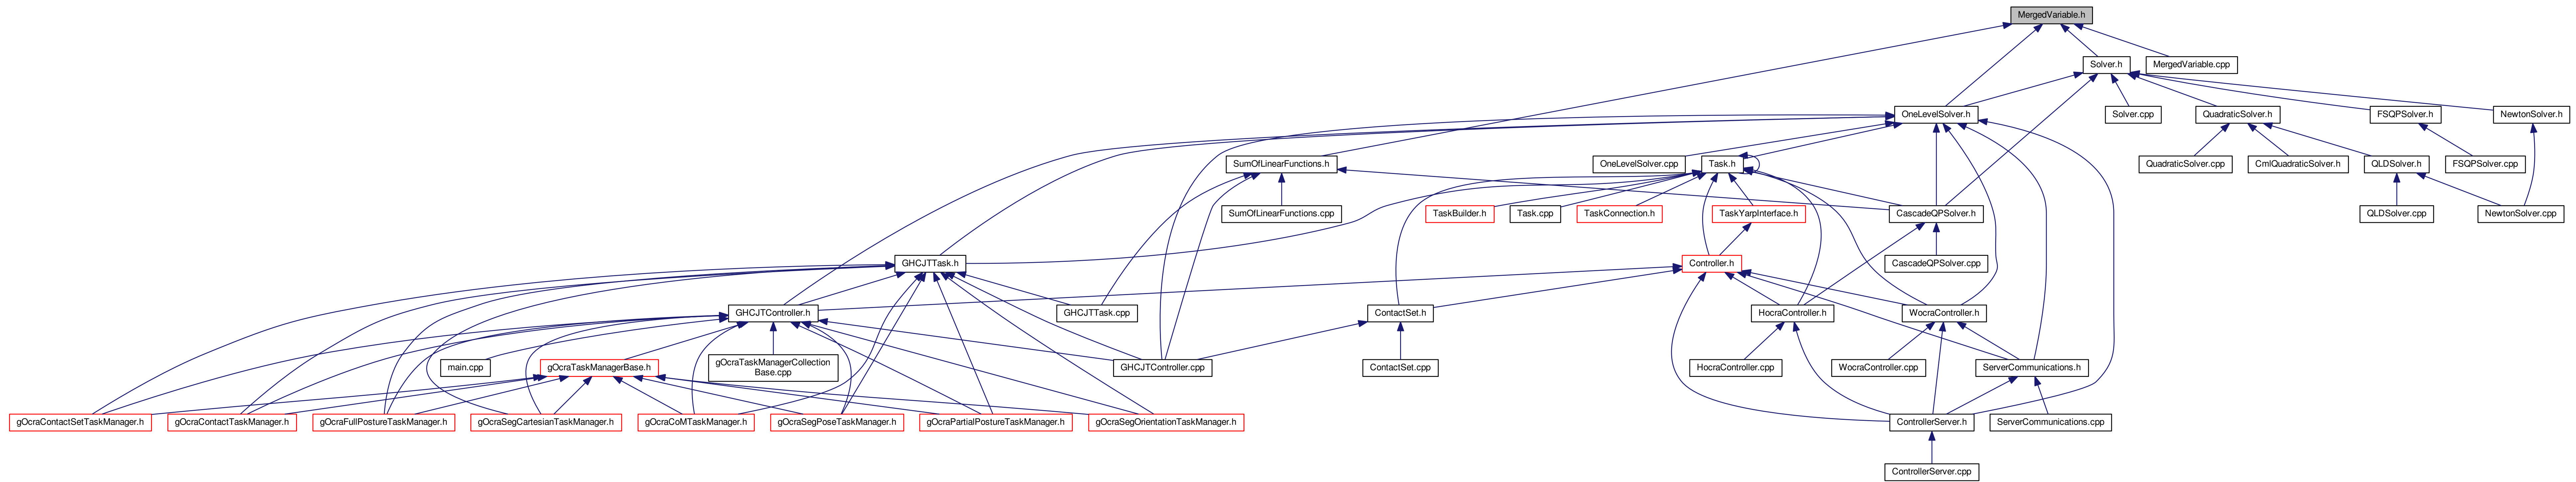 MergedVariable.h
Solver.h
MergedVariable.cpp
OneLevelSolver.h
Solver.cpp
QuadraticSolver.h
FSQPSolver.h
NewtonSolver.h
SumOfLinearFunctions.h
OneLevelSolver.cpp
Task.h
QuadraticSolver.cpp
CmlQuadraticSolver.h
QLDSolver.h
FSQPSolver.cpp
SumOfLinearFunctions.cpp
TaskBuilder.h
Task.cpp
TaskConnection.h
TaskYarpInterface.h
CascadeQPSolver.h
QLDSolver.cpp
NewtonSolver.cpp
GHCJTTask.h
Controller.h
CascadeQPSolver.cpp
GHCJTController.h
GHCJTTask.cpp
ContactSet.h
HocraController.h
WocraController.h
main.cpp
gOcraTaskManagerBase.h
gOcraTaskManagerCollection
Base.cpp
GHCJTController.cpp
ContactSet.cpp
HocraController.cpp
WocraController.cpp
ServerCommunications.h
gOcraContactSetTaskManager.h
gOcraContactTaskManager.h
gOcraFullPostureTaskManager.h
gOcraSegCartesianTaskManager.h
gOcraCoMTaskManager.h
gOcraSegPoseTaskManager.h
gOcraPartialPostureTaskManager.h
gOcraSegOrientationTaskManager.h
ControllerServer.h
ServerCommunications.cpp
ControllerServer.cpp